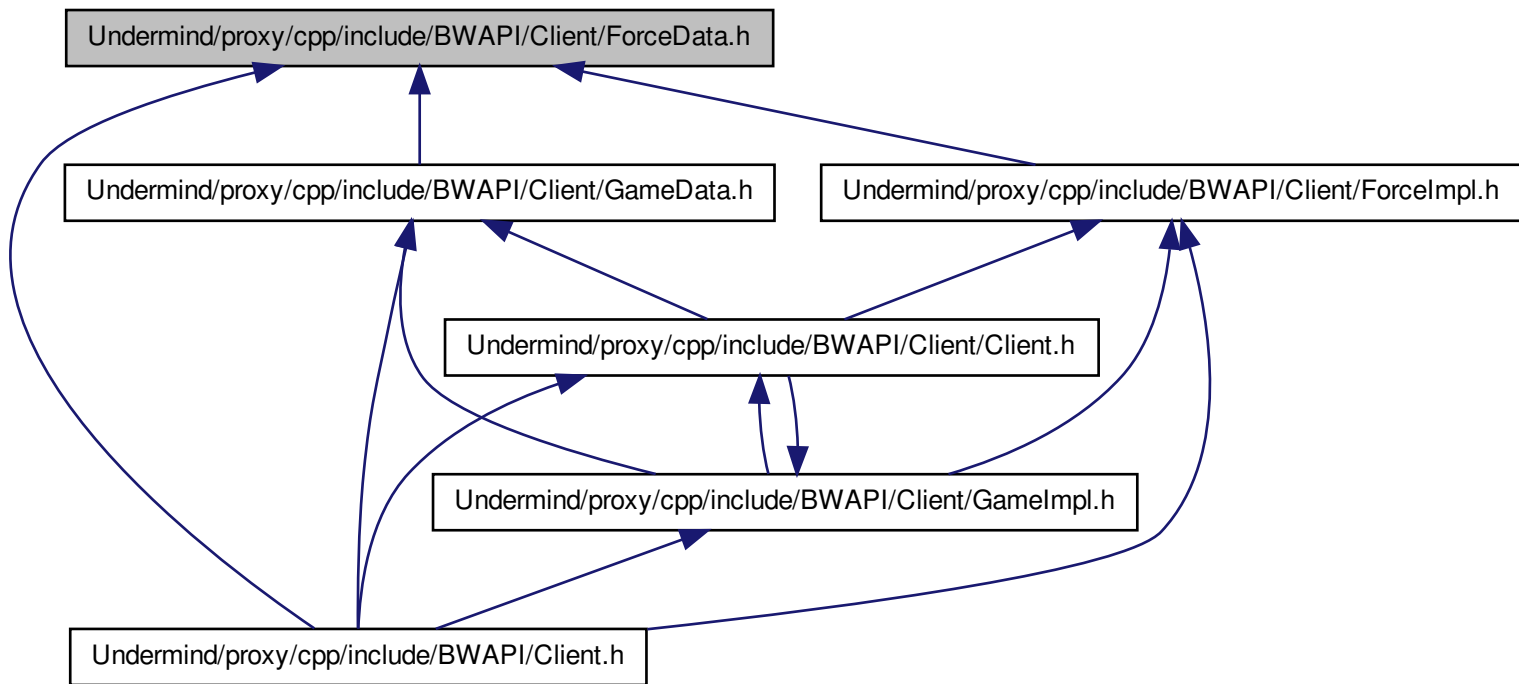 Undermind/proxy/cpp/include/BWAPI/Client/ForceData.h
Undermind/proxy/cpp/include/BWAPI/Client/GameData.h
Undermind/proxy/cpp/include/BWAPI/Client/ForceImpl.h
Undermind/proxy/cpp/include/BWAPI/Client/Client.h
Undermind/proxy/cpp/include/BWAPI/Client/GameImpl.h
Undermind/proxy/cpp/include/BWAPI/Client.h